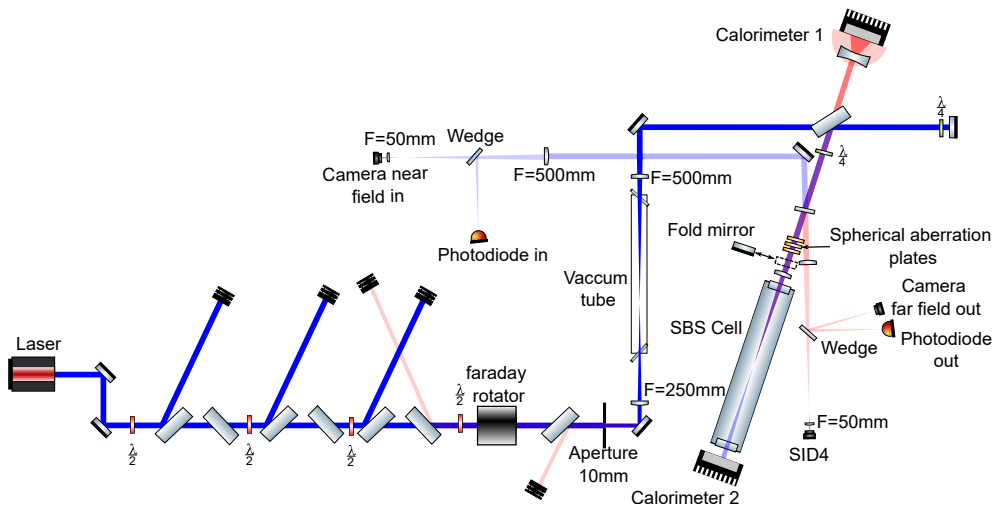 Calorimeter 1
λ/4
F=50mm
Wedge
λ/4
F=500mm
F=500mm
Camera near
field in
Fold mirror
Spherical aberration
plates
Photodiode in
Vaccum
tube
SBS Cell
Camera
far field out
Photodiode
out
Wedge
Laser
faraday
rotator
λ/2
F=250mm
F=50mm
SID4
λ/2
λ/2
λ/2
Aperture
10mm
Calorimeter 2